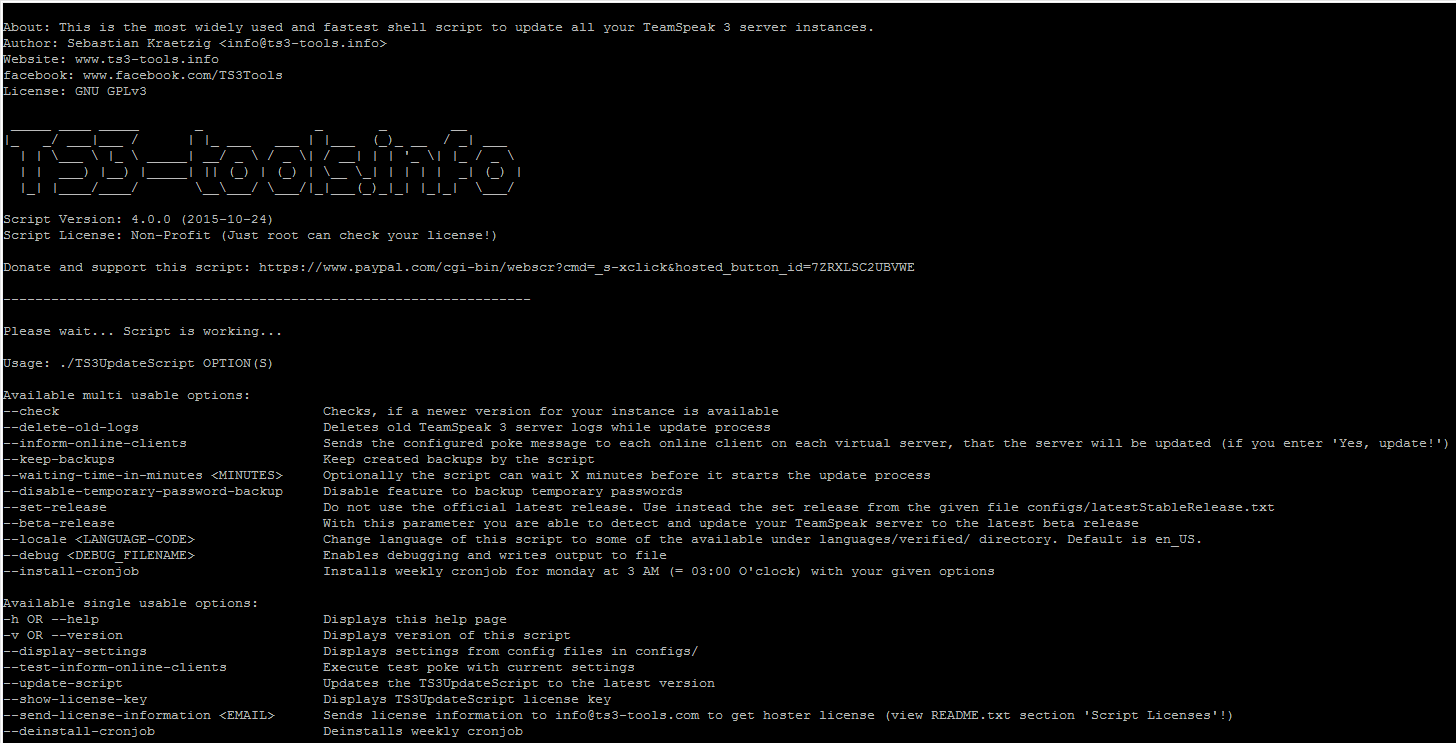 About: This is the most widely used and fastest shell script to update all your TeamSpeak 3 server instances.
Author: Sebastian Kraetzig <info@ts3-tools.info>
Website: www.ts3-tools.info
facebook: www.facebook.com/TS3Tools
License: GNU GPLv3
TS3-tools.info
Script Version: 4.0.0 (2015-10-24)
Script License: Non-Profit (Just root can check your license!)
Donate and support this script: https://www.paypal.com/cgi-bin/webscr?cmd=_s-xclick&hosted_button_id=7ZRXLSC2UBVWE
------------------------------------------------------------------
Please wait... Script is working...
Usage: ./TS3UpdateScript OPTION(S)
Available multi usable options:
--check Checks, if a newer version for your instance is available
--delete-old-logs Deletes old TeamSpeak 3 server logs while update process
--inform-online-clients Sends the configured poke message to each online client on each virtual server, that the server will be updated (if you enter 'Yes, update!')
--keep-backups Keep created backups by the script
--waiting-time-in-minutes <MINUTES> Optionally the script can wait X minutes before it starts the update process
--disable-temporary-password-backup Disable feature to backup temporary passwords
--set-release Do not use the official latest release. Use instead the set release from the given file configs/latestStableRelease.txt
--beta-release With this parameter you are able to detect and update your TeamSpeak server to the latest beta release
--locale <LANGUAGE-CODE> Change language of this script to some of the available under languages/verified/ directory. Default is en_US.
--debug <DEBUG_FILENAME> Enables debugging and writes output to file
--install-cronjob Installs weekly cronjob for monday at 3 AM (= 03:00 O'clock) with your given options
Available single usable options:
-h OR --help Displays this help page
-v OR --version Displays version of this script
--display-settings Displays settings from config files in configs/
--test-inform-online-clients Execute test poke with current settings
--update-script Updates the TS3UpdateScript to the latest version
--show-license-key Displays TS3UpdateScript license key
--send-license-information <EMAIL> Sends license information to info@ts3-tools.com to get hoster license (view README.txt section 'Script Licenses'!)
--deinstall-cronjob Deinstalls weekly cronjob